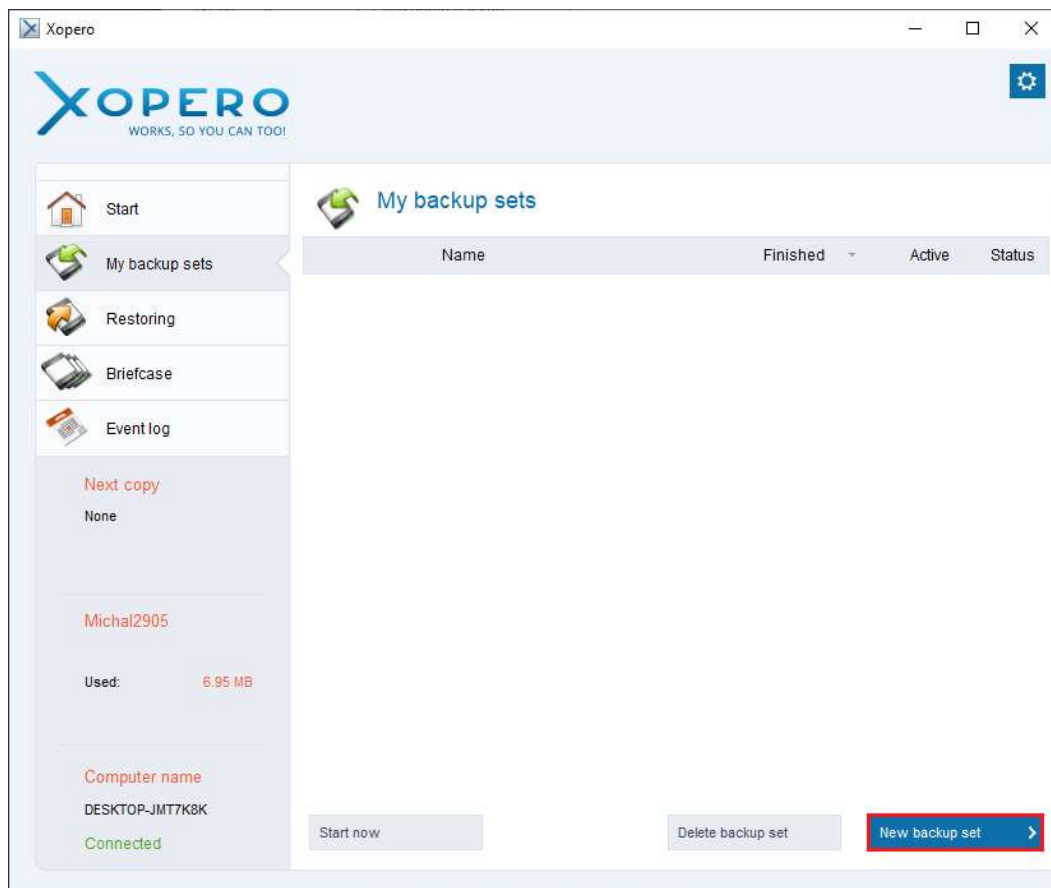 Xopero
XOPERO
WORKS, SO YOU CAN TOO!
Start
My backup sets
Restoring
Briefcase
Event log
Next copy
None
Michal2905
Used: 6.95 MB
Computer name
DESKTOP-JMT7K8K
Connected
My backup sets
Name Finished Active Status
Start now Delete backup set New backup set